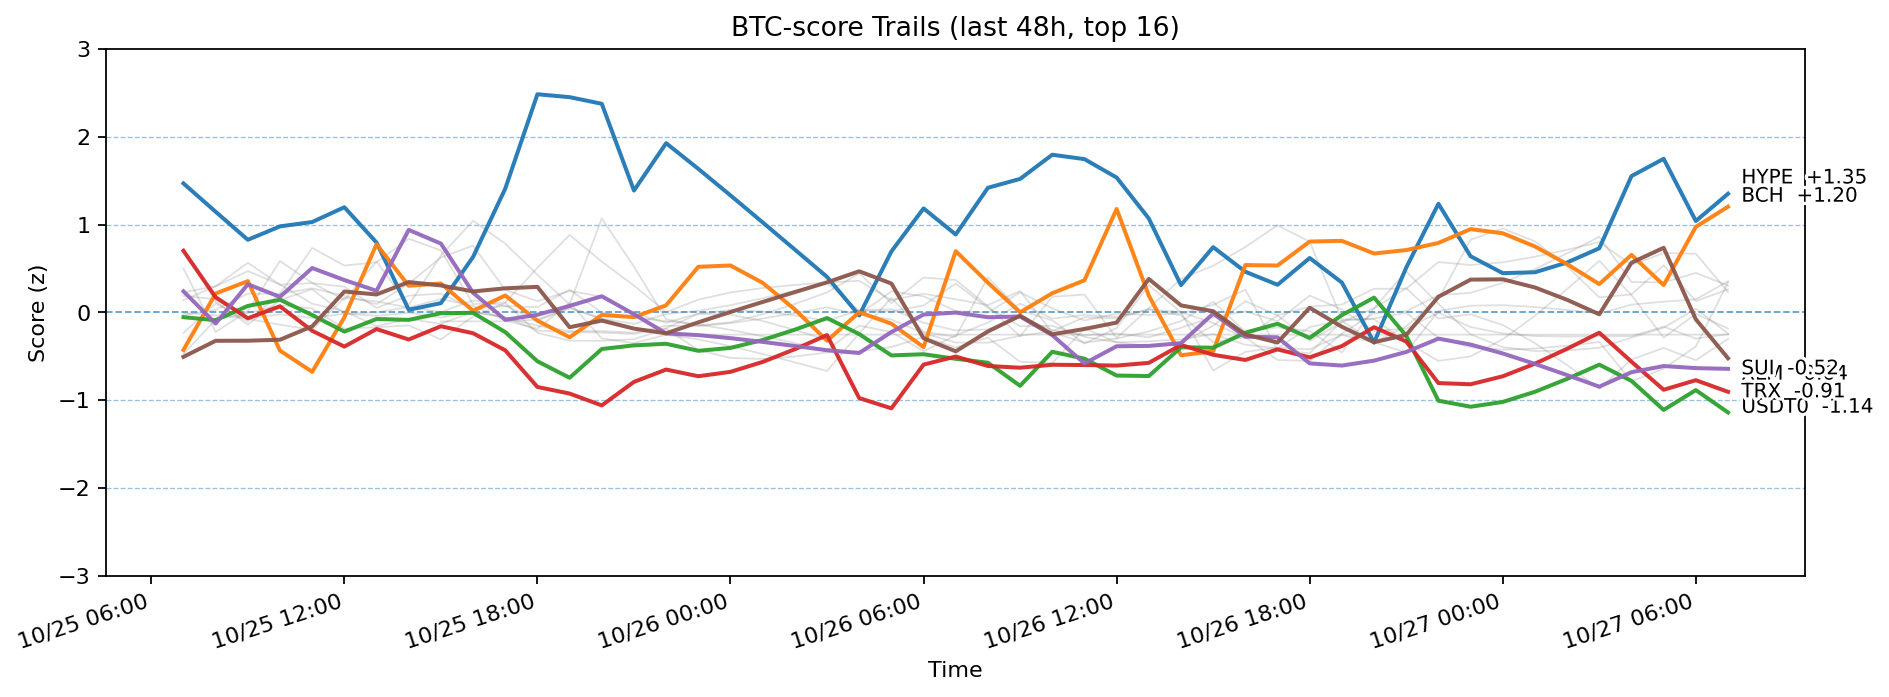 BTC-score Trails (last 48h, top 16)
3
2
1
0
−1
−2
−3
Score (z)
HYPE +1.35
BCH +1.20
SUI -0.52
TRX -0.91
USDT0 -1.14
10/25 06:00
10/25 12:00
10/25 18:00
10/26 00:00
10/26 06:00
10/26 12:00
10/26 18:00
10/27 00:00
10/27 06:00
Time